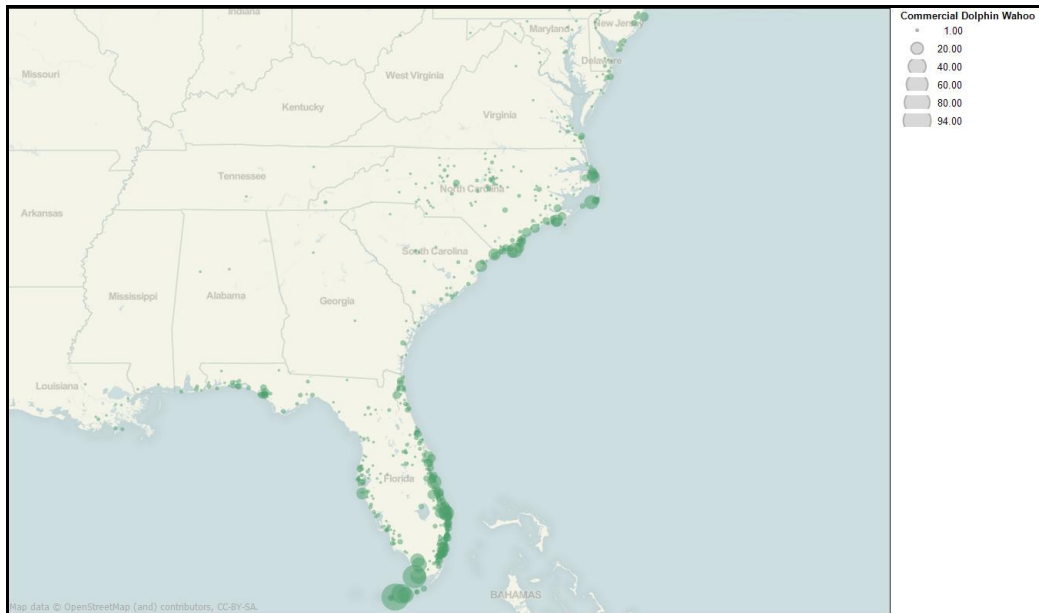 Commercial Dolphin Wahoo
1.00
20.00
40.00
60.00
80.00
94.00
Indiana
New Jersey
Maryland
Delaware
Missouri
West Virginia
Kentucky
Virginia
Tennessee
North Carolina
Arkansas
South Carolina
Mississippi
Alabama
Georgia
Louisiana
Florida
BAHAMAS
Map data © OpenStreetMap (and) contributors, CC-BY-SA.